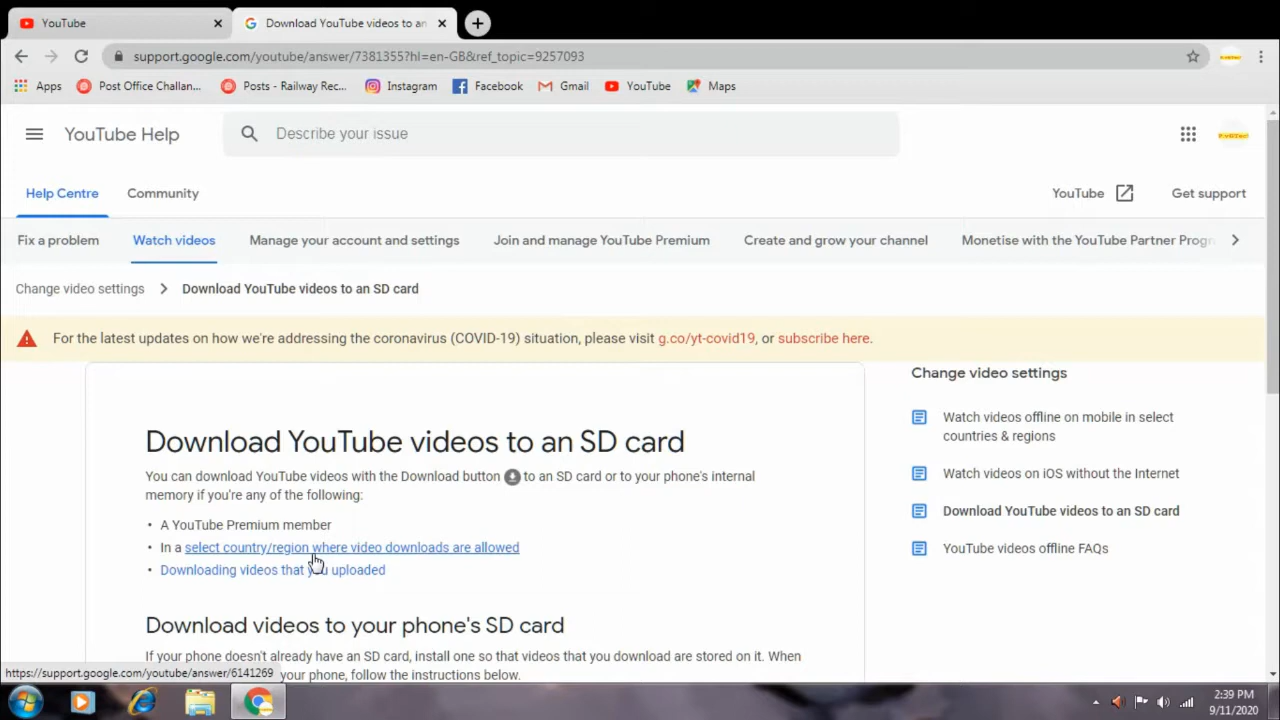 YouTube
Download YouTube videos to an
support.google.com/youtube/answer/7381355?hl=en-GB&ref_topic=9257093
Apps Post Office Challan... Posts - Railway Rec... Instagram Facebook Gmail YouTube Maps
YouTube Help
Describe your issue
Help Centre Community YouTube Get support
Fix a problem Watch videos Manage your account and settings Join and manage YouTube Premium Create and grow your channel Monetise with the YouTube Partner Progr
Change video settings Download YouTube videos to an SD card
For the latest updates on how we're addressing the coronavirus (COVID-19) situation, please visit g.co/yt-covid19, or subscribe here.
Download YouTube videos to an SD card
You can download YouTube videos with the Download button to an SD card or to your phone's internal
memory if you're any of the following:
• A YouTube Premium member
• In a select country/region where video downloads are allowed
• Downloading videos that you uploaded
Download videos to your phone's SD card
If your phone doesn't already have an SD card, install one so that videos that you download are stored on it. When
your phone, follow the instructions below.
Change video settings
Watch videos offline on mobile in select
countries & regions
Watch videos on iOS without the Internet
Download YouTube videos to an SD card
YouTube videos offline FAQs
https://support.google.com/youtube/answer/6141269
2:39 PM
9/11/2020